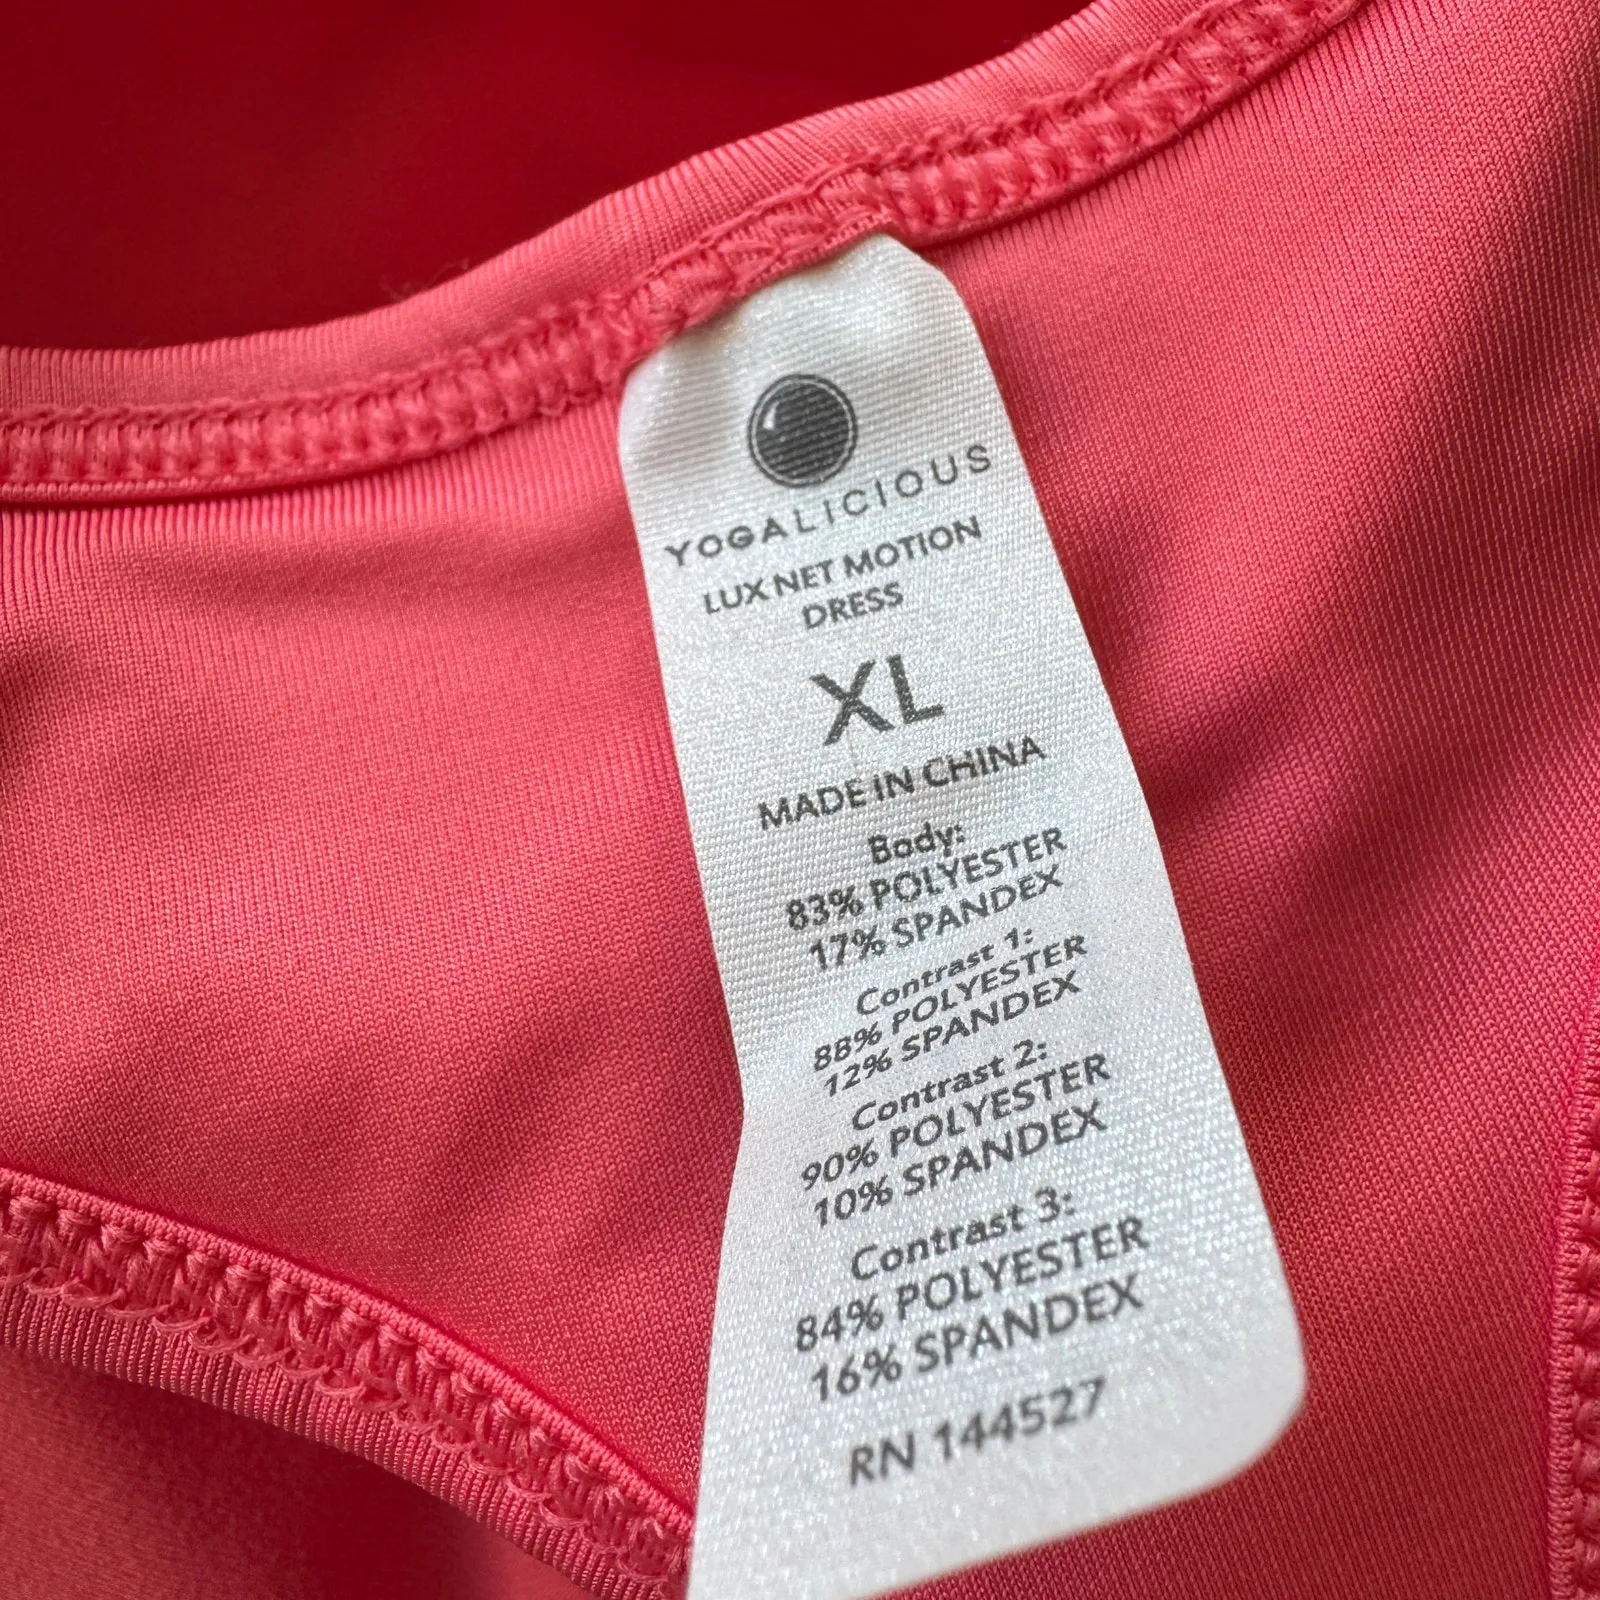 YOGALICIOUS
LUX NET MOTION
DRESS
XL
MADE IN CHINA
Body:
83% POLYESTER
17% SPANDEX
Contrast 1:
88% POLYESTER
12% SPANDEX
Contrast 2:
90% POLYESTER
10% SPANDEX
Contrast 3:
84% POLYESTER
16% SPANDEX
RN 144527